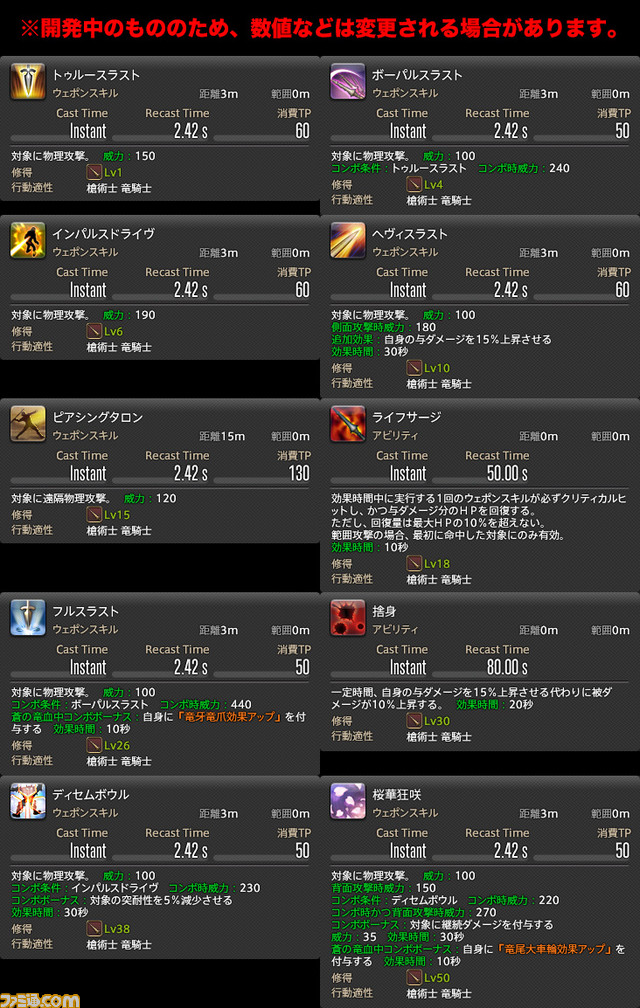 ※開発中のもののため、数値などは変更される場合があります。
トゥルースラスト
ウェポンスキル 距離3m 範囲0m
Cast Time Recast Time 消費TP
Instant 2.42 s 60
対象に物理攻撃。 威力：150
修得 Lv1
行動適性 槍術士 竜騎士
ボーパルスラスト
ウェポンスキル 距離3m 範囲0m
Cast Time Recast Time 消費TP
Instant 2.42 s 50
対象に物理攻撃。 威力：100
コンボ条件：トゥルースラスト コンボ時威力：240
修得 Lv4
行動適性 槍術士 竜騎士
インパルスドライヴ
ウェポンスキル 距離3m 範囲0m
Cast Time Recast Time 消費TP
Instant 2.42 s 60
対象に物理攻撃。 威力：190
修得 Lv6
行動適性 槍術士 竜騎士
ヘヴィスラスト
ウェポンスキル 距離3m 範囲0m
Cast Time Recast Time 消費TP
Instant 2.42 s 60
対象に物理攻撃。 威力：100
側面攻撃時威力：180
追加効果：自身の与ダメージを15％上昇させる
効果時間：30秒
修得 Lv10
行動適性 槍術士 竜騎士
ピアシングタロン
ウェポンスキル 距離15m 範囲0m
Cast Time Recast Time 消費TP
Instant 2.42 s 130
対象に遠隔物理攻撃。 威力：120
修得 Lv15
行動適性 槍術士 竜騎士
ライフサージ
アビリティ 距離0m 範囲0m
Cast Time Recast Time
Instant 50.00 s
効果時間中に実行する1回のウェポンスキルが必ずクリティカルヒ
ットし、かつ与ダメージ分のＨＰを回復する。
ただし、回復量は最大ＨＰの10％を超えない。
範囲攻撃の場合、最初に命中した対象にのみ有効。
効果時間：10秒
修得 Lv18
行動適性 槍術士 竜騎士
フルスラスト
ウェポンスキル 距離3m 範囲0m
Cast Time Recast Time 消費TP
Instant 2.42 s 50
対象に物理攻撃。 威力：100
コンボ条件：ボーパルスラスト コンボ時威力：440
蒼の竜血中コンボボーナス：自身に「竜牙竜爪効果アップ」を付
与する 効果時間：10秒
修得 Lv26
行動適性 槍術士 竜騎士
捨身
アビリティ 距離0m 範囲0m
Cast Time Recast Time
Instant 80.00 s
一定時間、自身の与ダメージを15％上昇させる代わりに被ダ
メージが10％上昇する。 効果時間：20秒
修得 Lv30
行動適性 槍術士 竜騎士
ディセムボウル
ウェポンスキル 距離3m 範囲0m
Cast Time Recast Time 消費TP
Instant 2.42 s 50
対象に物理攻撃。 威力：100
コンボ条件：インパルスドライヴ コンボ時威力：230
コンボボーナス：対象の突耐性を5％減少させる
効果時間：30秒
修得 Lv38
行動適性 槍術士 竜騎士
桜華狂咲
ウェポンスキル 距離3m 範囲0m
Cast Time Recast Time 消費TP
Instant 2.42 s 50
対象に物理攻撃。 威力：100
背面攻撃時威力：150
コンボ条件：ディセムボウル コンボ時威力：220
コンボ時かつ背面攻撃時威力：270
コンボボーナス：対象に継続ダメージを付与する
威力：35 効果時間：30秒
蒼の竜血中コンボボーナス：自身に「竜尾大車輪効果アップ」を
付与する 効果時間：10秒
修得 Lv50
行動適性 槍術士 竜騎士
ファミ通.com